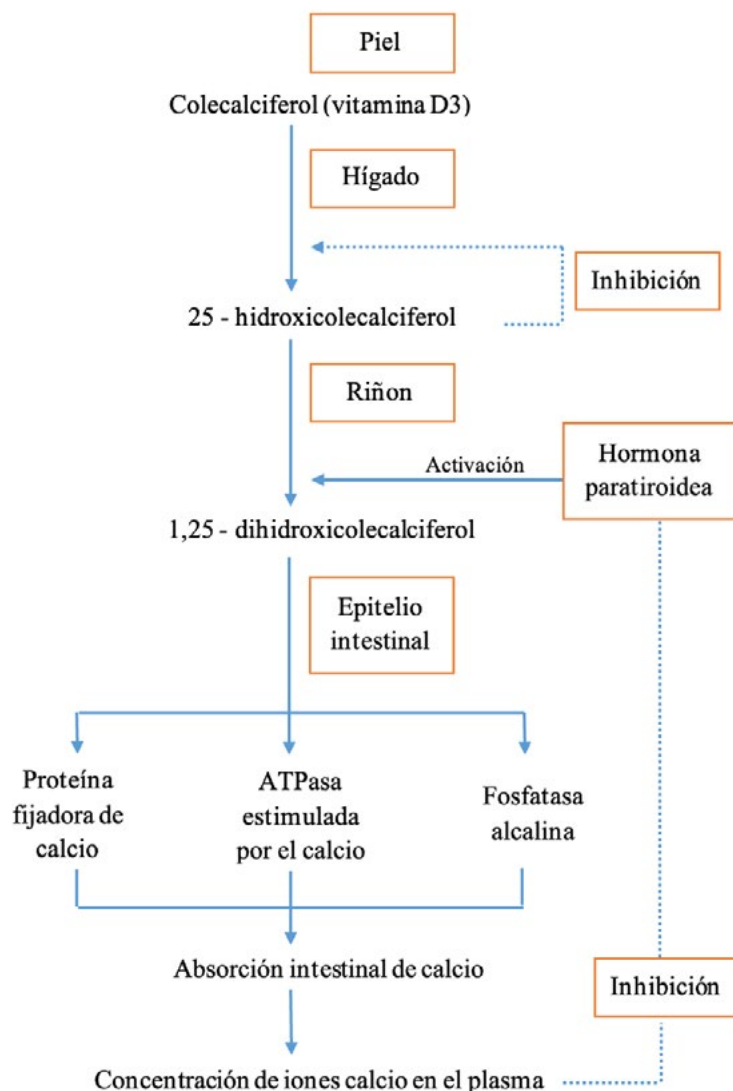 Piel
Colecalciferol (vitamina D3)
Hígado
Inhibición
25 - hidroxicolecalciferol
Riñon
Activación
Hormona
paratiroidea
1,25 - dihidroxicolecalciferol
Epitelio
intestinal
Proteína
fijadora de
calcio
ATPasa
estimulada
por el calcio
Fosfatasa
alcalina
Absorción intestinal de calcio
Inhibición
Concentración de iones calcio en el plasma